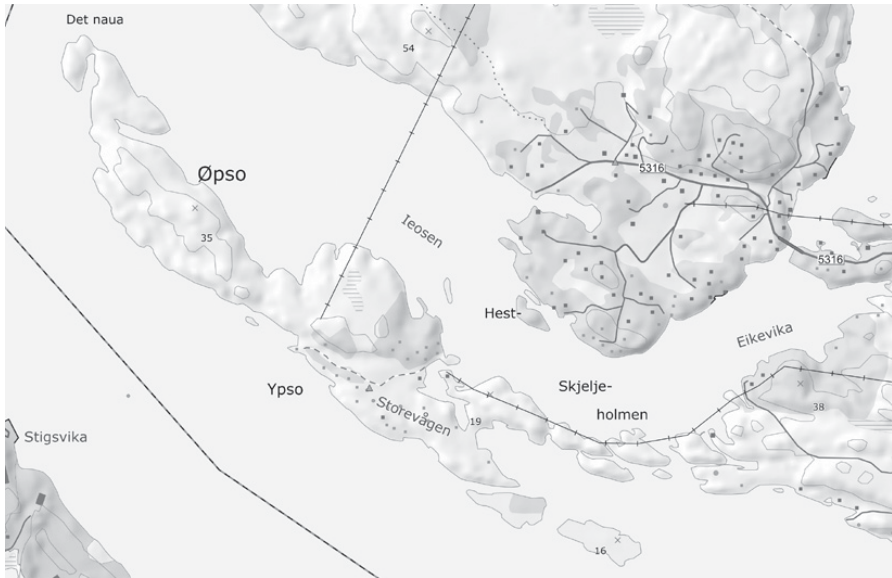 Det naua
54
Øpso
5316
35
Ieosen
5316
Hest-
Eikevika
Ypso
Skjelje-
holmen
Storevågen
19
38
Stigsvika
16